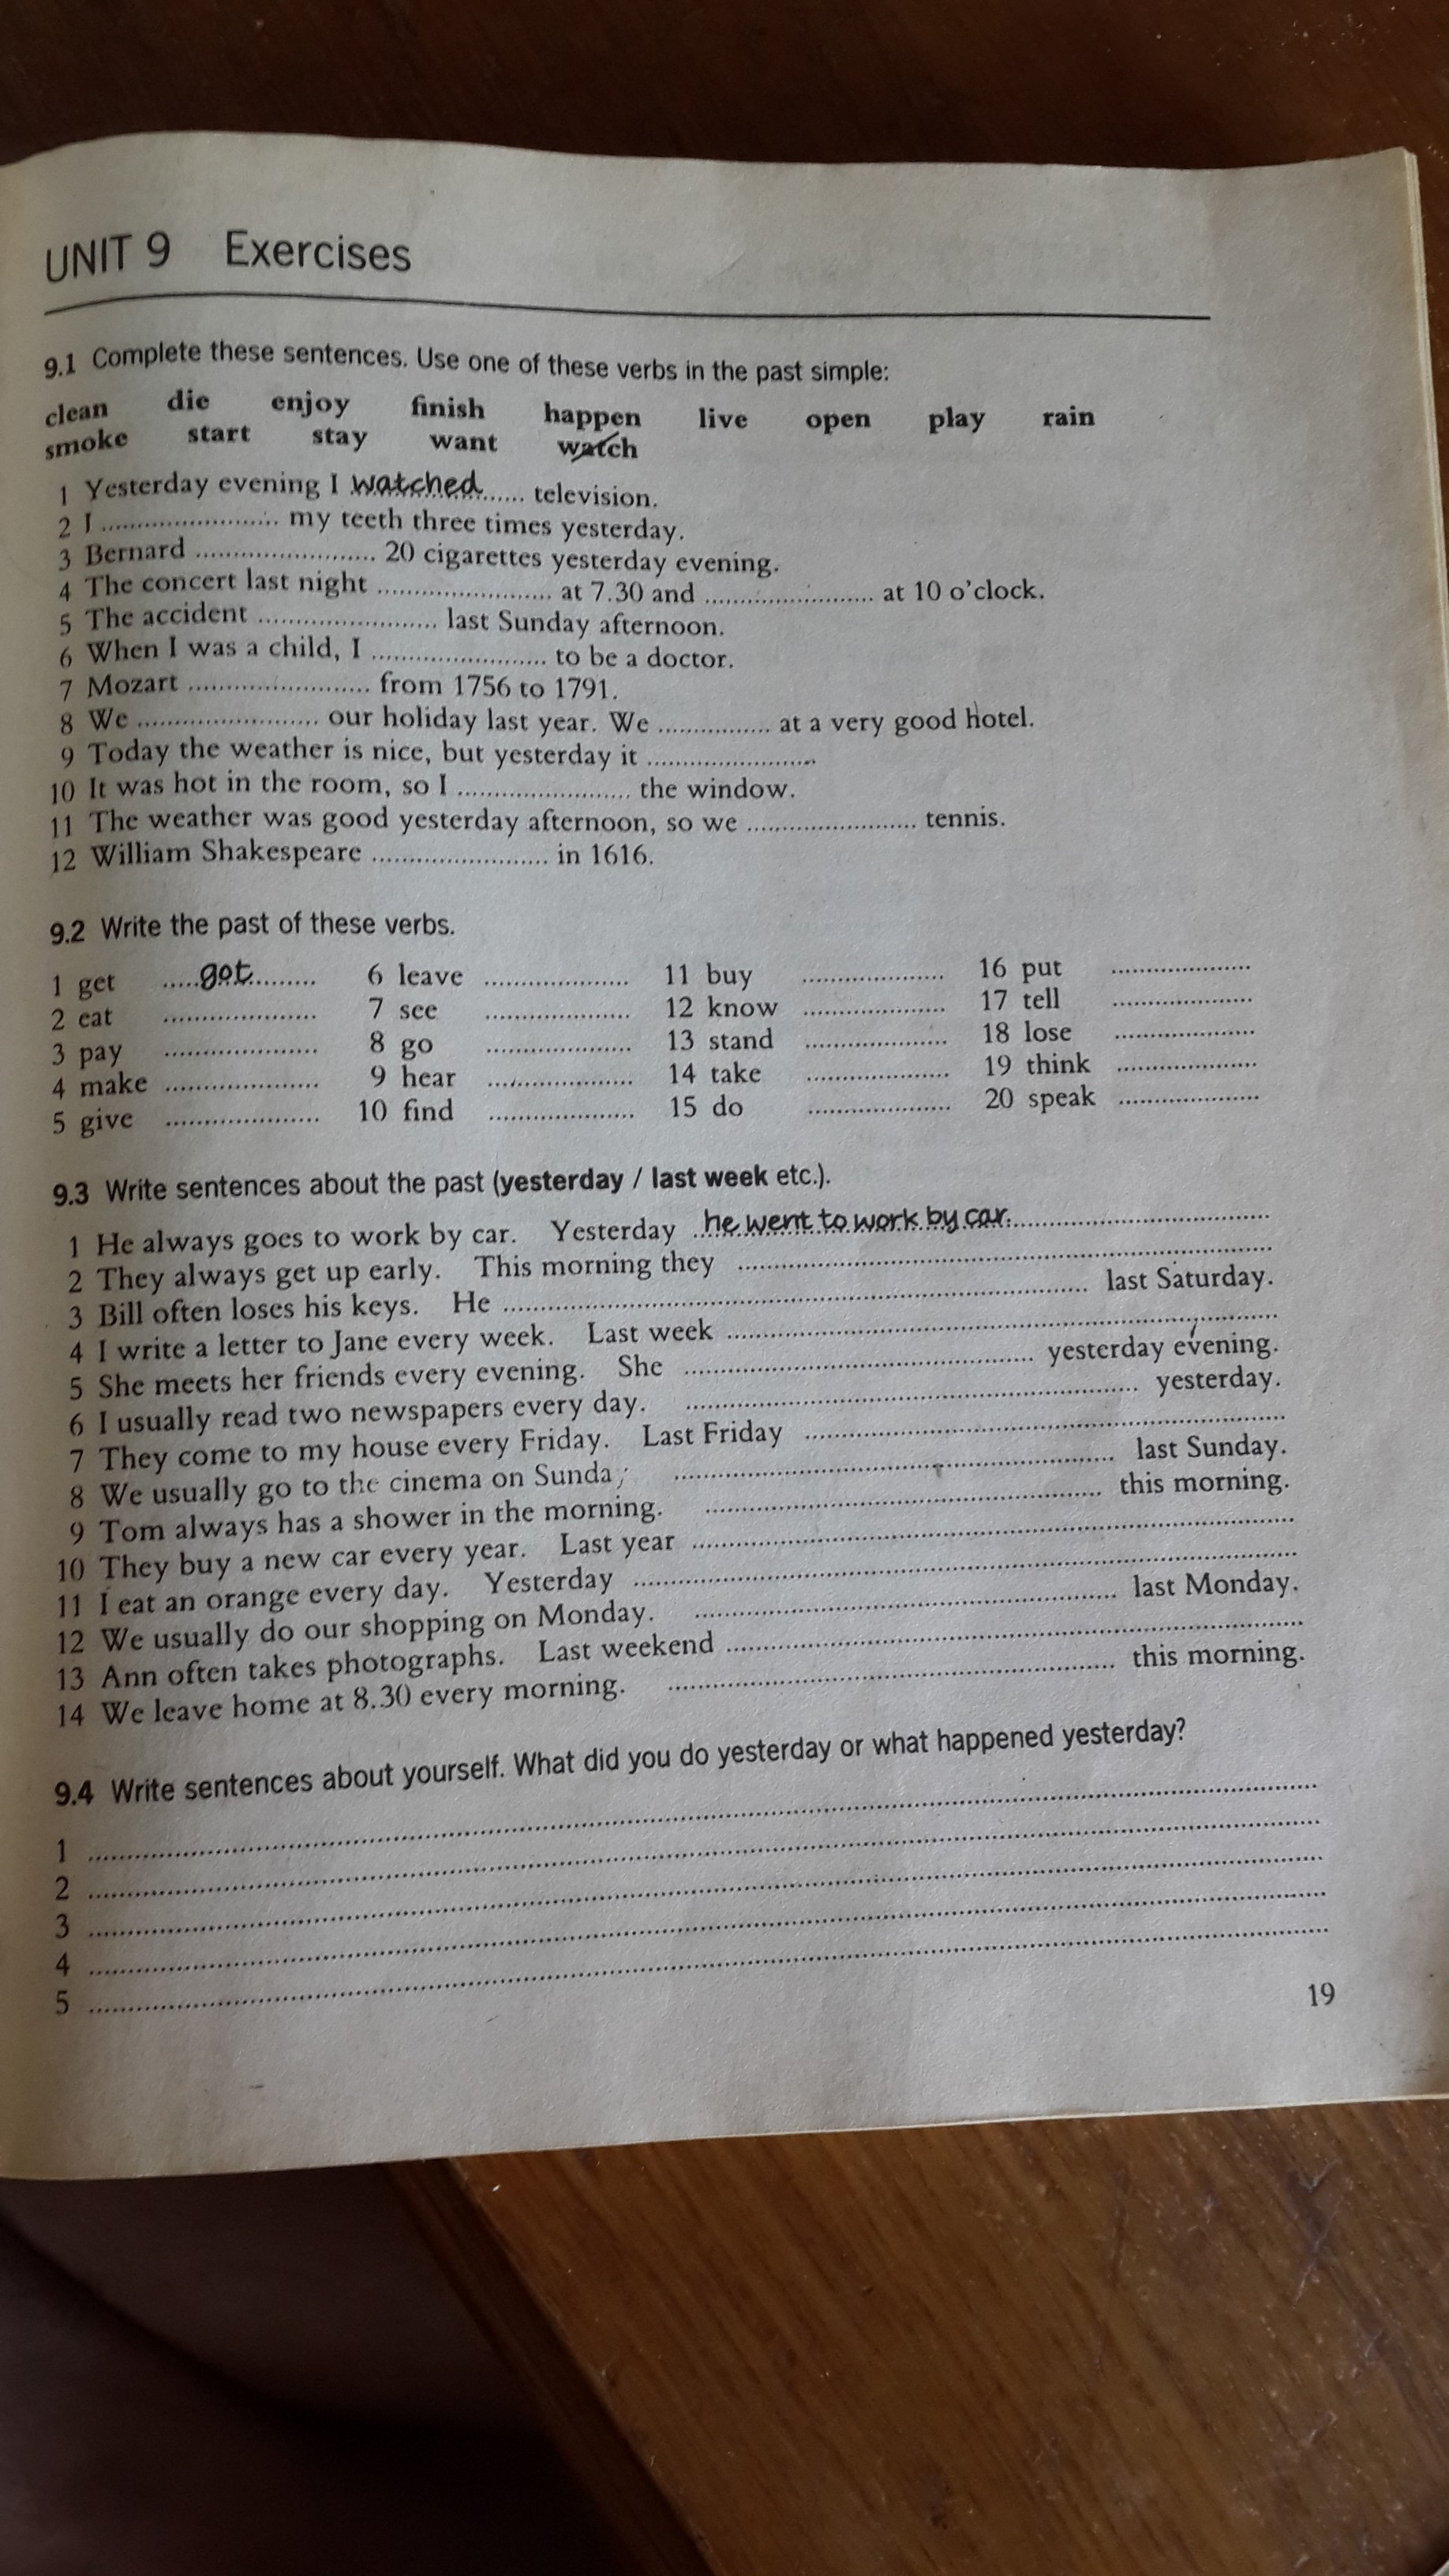 UNIT 9 Exercises
9.1 Complete these sentences. Use one of these verbs in the past simple:
clean die enjoy finish happen live open play rain
smoke start stay want watch
1 Yesterday evening I watched ........ television.
2 I ........................ my teeth three times yesterday.
3 Bernard ........................ 20 cigarettes yesterday evening.
4 The concert last night ........................ at 7.30 and ........................ at 10 o'clock.
5 The accident ........................ last Sunday afternoon.
6 When I was a child, I ........................ to be a doctor.
7 Mozart ........................ from 1756 to 1791.
8 We ........................ our holiday last year. We ................ at a very good hotel.
9 Today the weather is nice, but yesterday it ........................
10 It was hot in the room, so I ........................ the window.
11 The weather was good yesterday afternoon, so we ........................ tennis.
12 William Shakespeare ........................ in 1616.
9.2 Write the past of these verbs.
1 get .....got......... 6 leave .................... 11 buy .................... 16 put ....................
2 eat .................... 7 see .................... 12 know .................... 17 tell ....................
3 pay .................... 8 go .................... 13 stand .................... 18 lose ....................
4 make .................... 9 hear .................... 14 take .................... 19 think ....................
5 give .................... 10 find .................... 15 do .................... 20 speak ....................
9.3 Write sentences about the past (yesterday / last week etc.).
1 He always goes to work by car. Yesterday he went to work by car. ....................
2 They always get up early. This morning they ....................
3 Bill often loses his keys. He .................... last Saturday.
4 I write a letter to Jane every week. Last week ....................
5 She meets her friends every evening. She .................... yesterday evening.
6 I usually read two newspapers every day. .................... yesterday.
7 They come to my house every Friday. Last Friday ....................
8 We usually go to the cinema on Sunda .................... last Sunday.
9 Tom always has a shower in the morning. .................... this morning.
10 They buy a new car every year. Last year ....................
11 I eat an orange every day. Yesterday ....................
12 We usually do our shopping on Monday. .................... last Monday.
13 Ann often takes photographs. Last weekend ....................
14 We leave home at 8.30 every morning. .................... this morning.
9.4 Write sentences about yourself. What did you do yesterday or what happened yesterday?
1 ....................
2 ....................
3 ....................
4 ....................
5 ....................
19